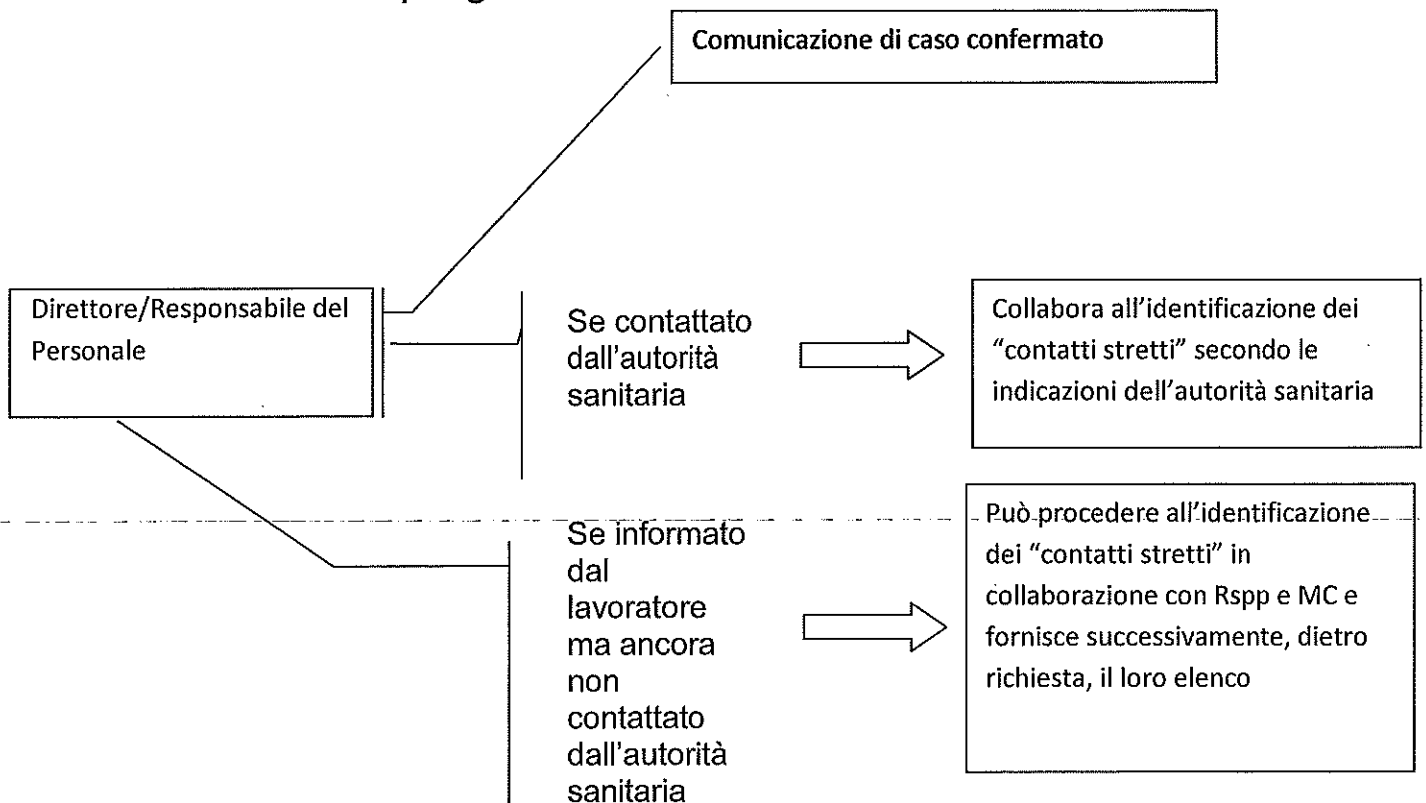 Comunicazione di caso confermato
Direttore/Responsabile del
Personale
Se contattato
dall'autorità
sanitaria
Collabora all'identificazione dei
“contatti stretti” secondo le
indicazioni dell'autorità sanitaria
Se informato
dal
lavoratore
ma ancora
non
contattato
dall'autorità
sanitaria
Può procedere all'identificazione
dei “contatti stretti” in
collaborazione con Rspp e MC e
fornisce successivamente, dietro
richiesta, il loro elenco